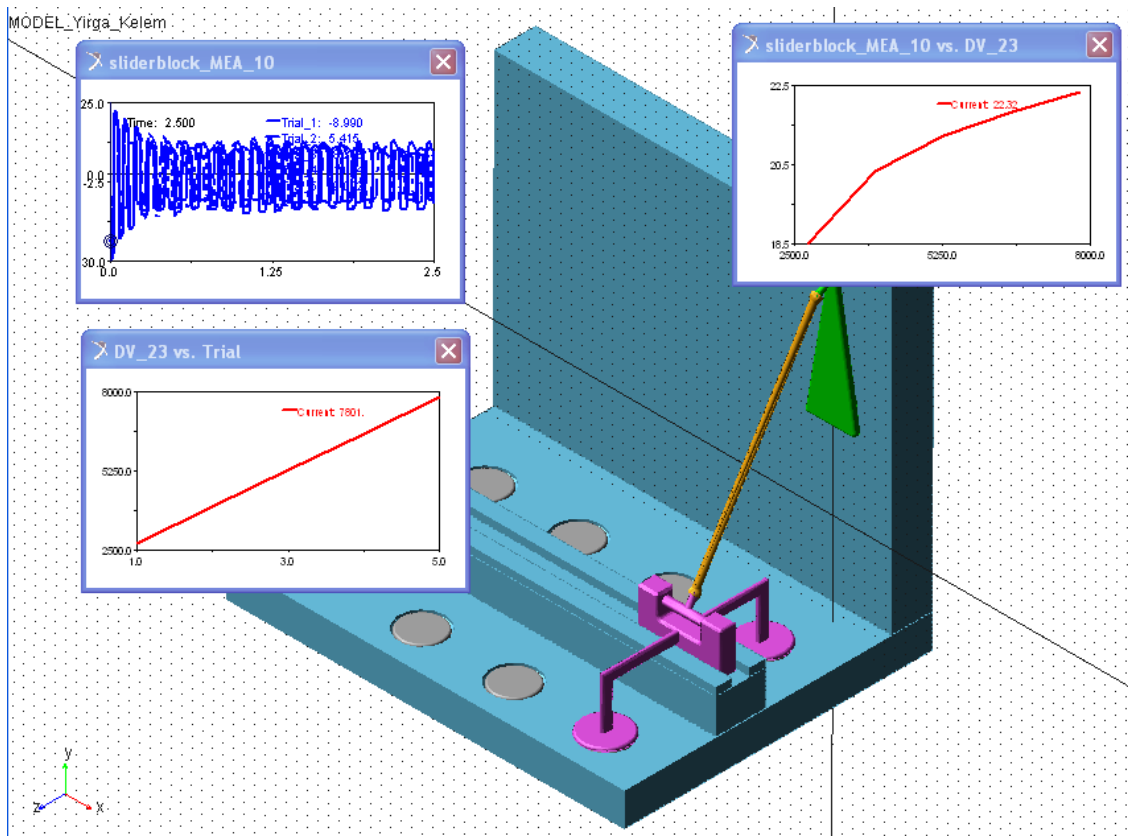 MODEL_Yirga_Kelem
sliderblock_MEA_10
25.0
Time: 2.500
Trial_1: -8.990
Trial_2: 5.415
0.0
-2.5
30.0
0.0
1.25
2.5
sliderblock_MEA_10 vs. DV_23
22.5
Current: 22.32
20.5
18.5
2500.0
5250.0
8000.0
DV_23 vs. Trial
8000.0
Current: 7801.
5250.0
2500.0
1.0
3.0
5.0
y
z
x